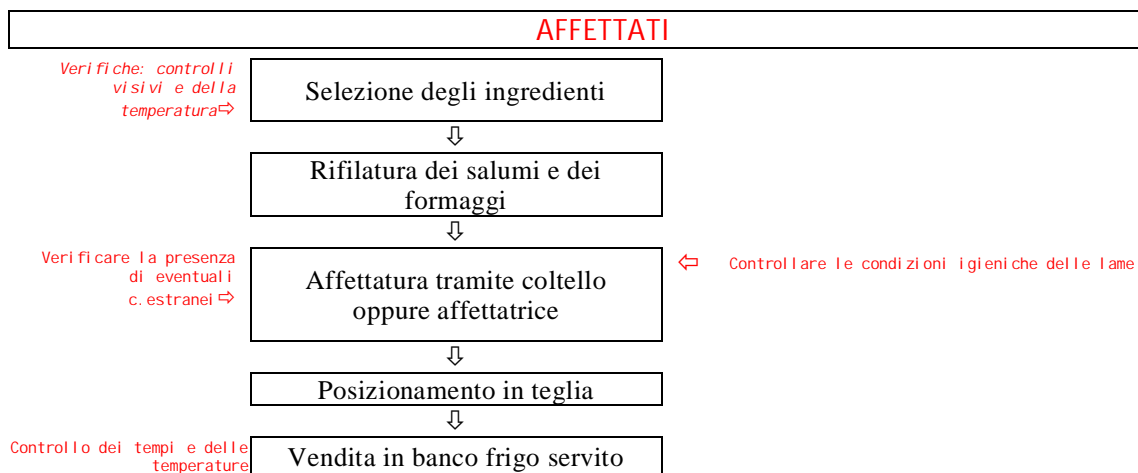 AFFETTATI
Verifiche: controlli
visivi e della
temperatura⇨
Selezione degli ingredienti
⇩
Rifilatura dei salumi e dei
formaggi
⇩
Verificare la presenza
di eventuali
c.estranei ⇨
Affettatura tramite coltello
oppure affettatrice
⇦ Controllare le condizioni igieniche delle lame
⇩
Posizionamento in teglia
⇩
Controllo dei tempi e delle
temperature
Vendita in banco frigo servito